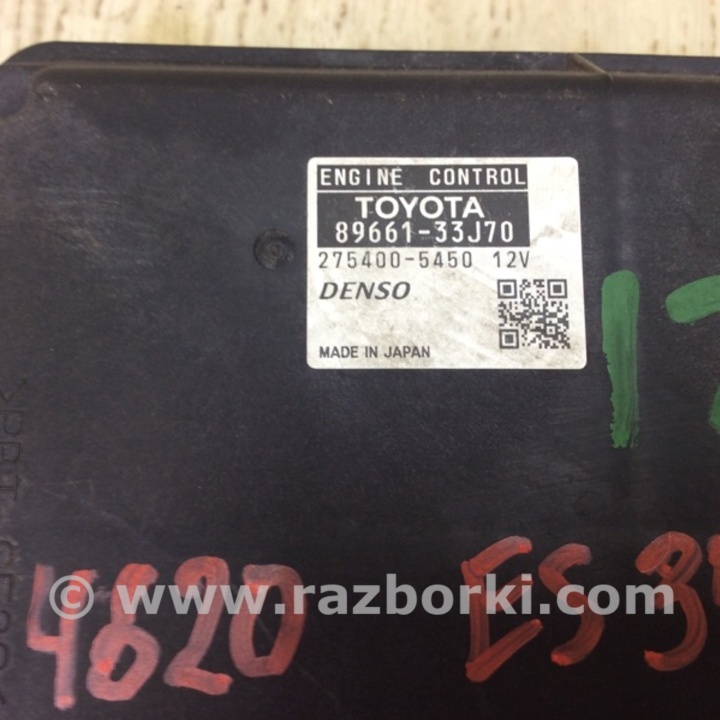 ENGINE CONTROL
TOYOTA
89661-33J70
275400-5450 12V
DENSO
MADE IN JAPAN
4820
© www.razborki.com